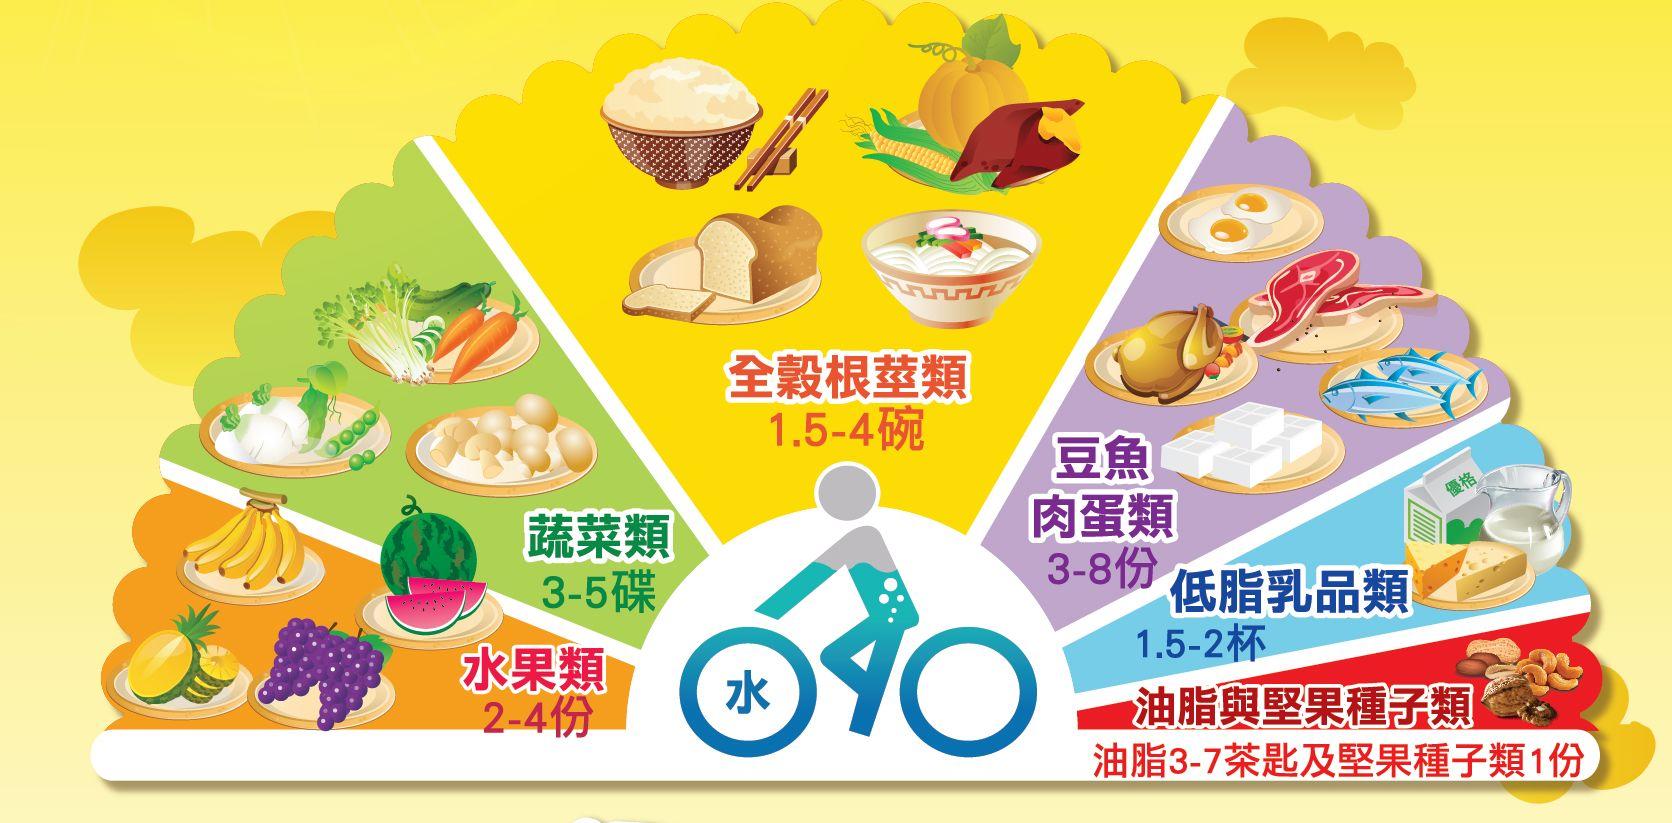 全穀根莖類
1.5-4碗
蔬菜類
3-5碟
水果類
2-4份
豆魚
肉蛋類
3-8份
優格
低脂乳品類
1.5-2杯
油脂與堅果種子類
油脂3-7茶匙及堅果種子類1份
水